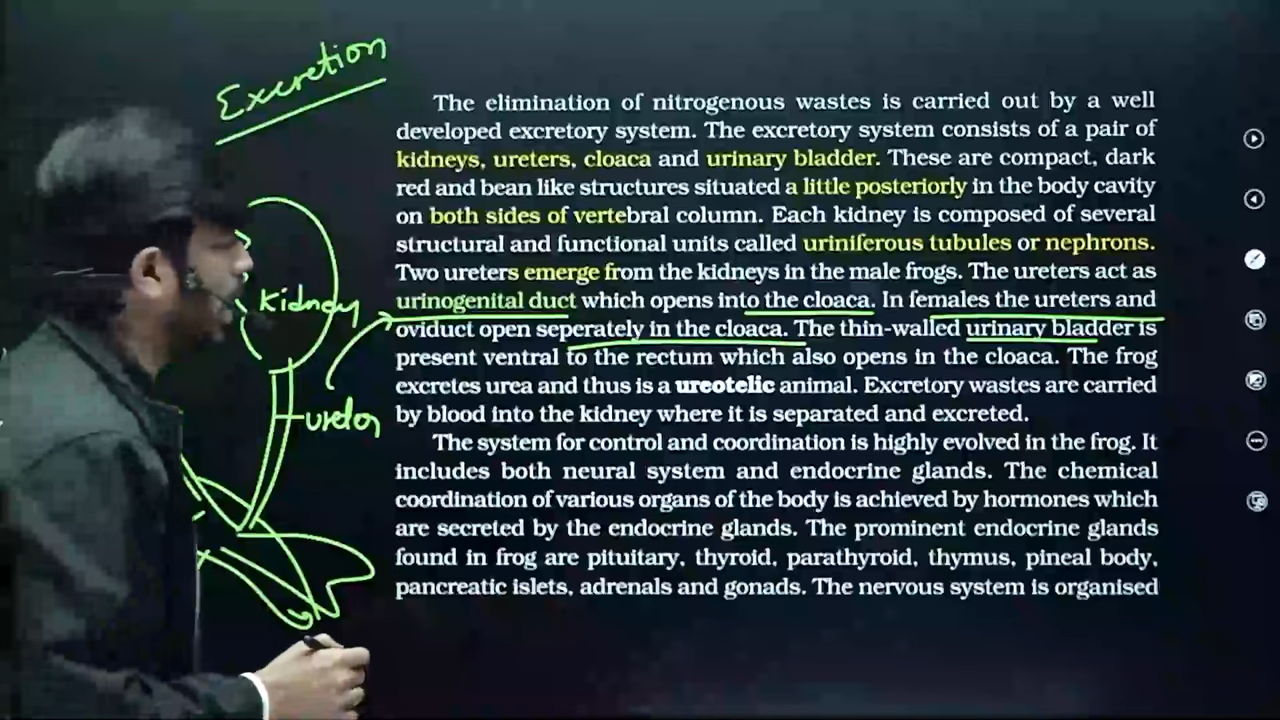 Excretion
The elimination of nitrogenous wastes is carried out by a well
developed excretory system. The excretory system consists of a pair of
kidneys, ureters, cloaca and urinary bladder. These are compact, dark
red and bean like structures situated a little posteriorly in the body cavity
on both sides of vertebral column. Each kidney is composed of several
structural and functional units called uriniferous tubules or nephrons.
Two ureters emerge from the kidneys in the male frogs. The ureters act as
urinogenital duct which opens into the cloaca. In females the ureters and
oviduct open seperately in the cloaca. The thin-walled urinary bladder is
present ventral to the rectum which also opens in the cloaca. The frog
excretes urea and thus is a ureotelic animal. Excretory wastes are carried
by blood into the kidney where it is separated and excreted.
The system for control and coordination is highly evolved in the frog. It
includes both neural system and endocrine glands. The chemical
coordination of various organs of the body is achieved by hormones which
are secreted by the endocrine glands. The prominent endocrine glands
found in frog are pituitary, thyroid, parathyroid, thymus, pineal body,
pancreatic islets, adrenals and gonads. The nervous system is organised
Kidney